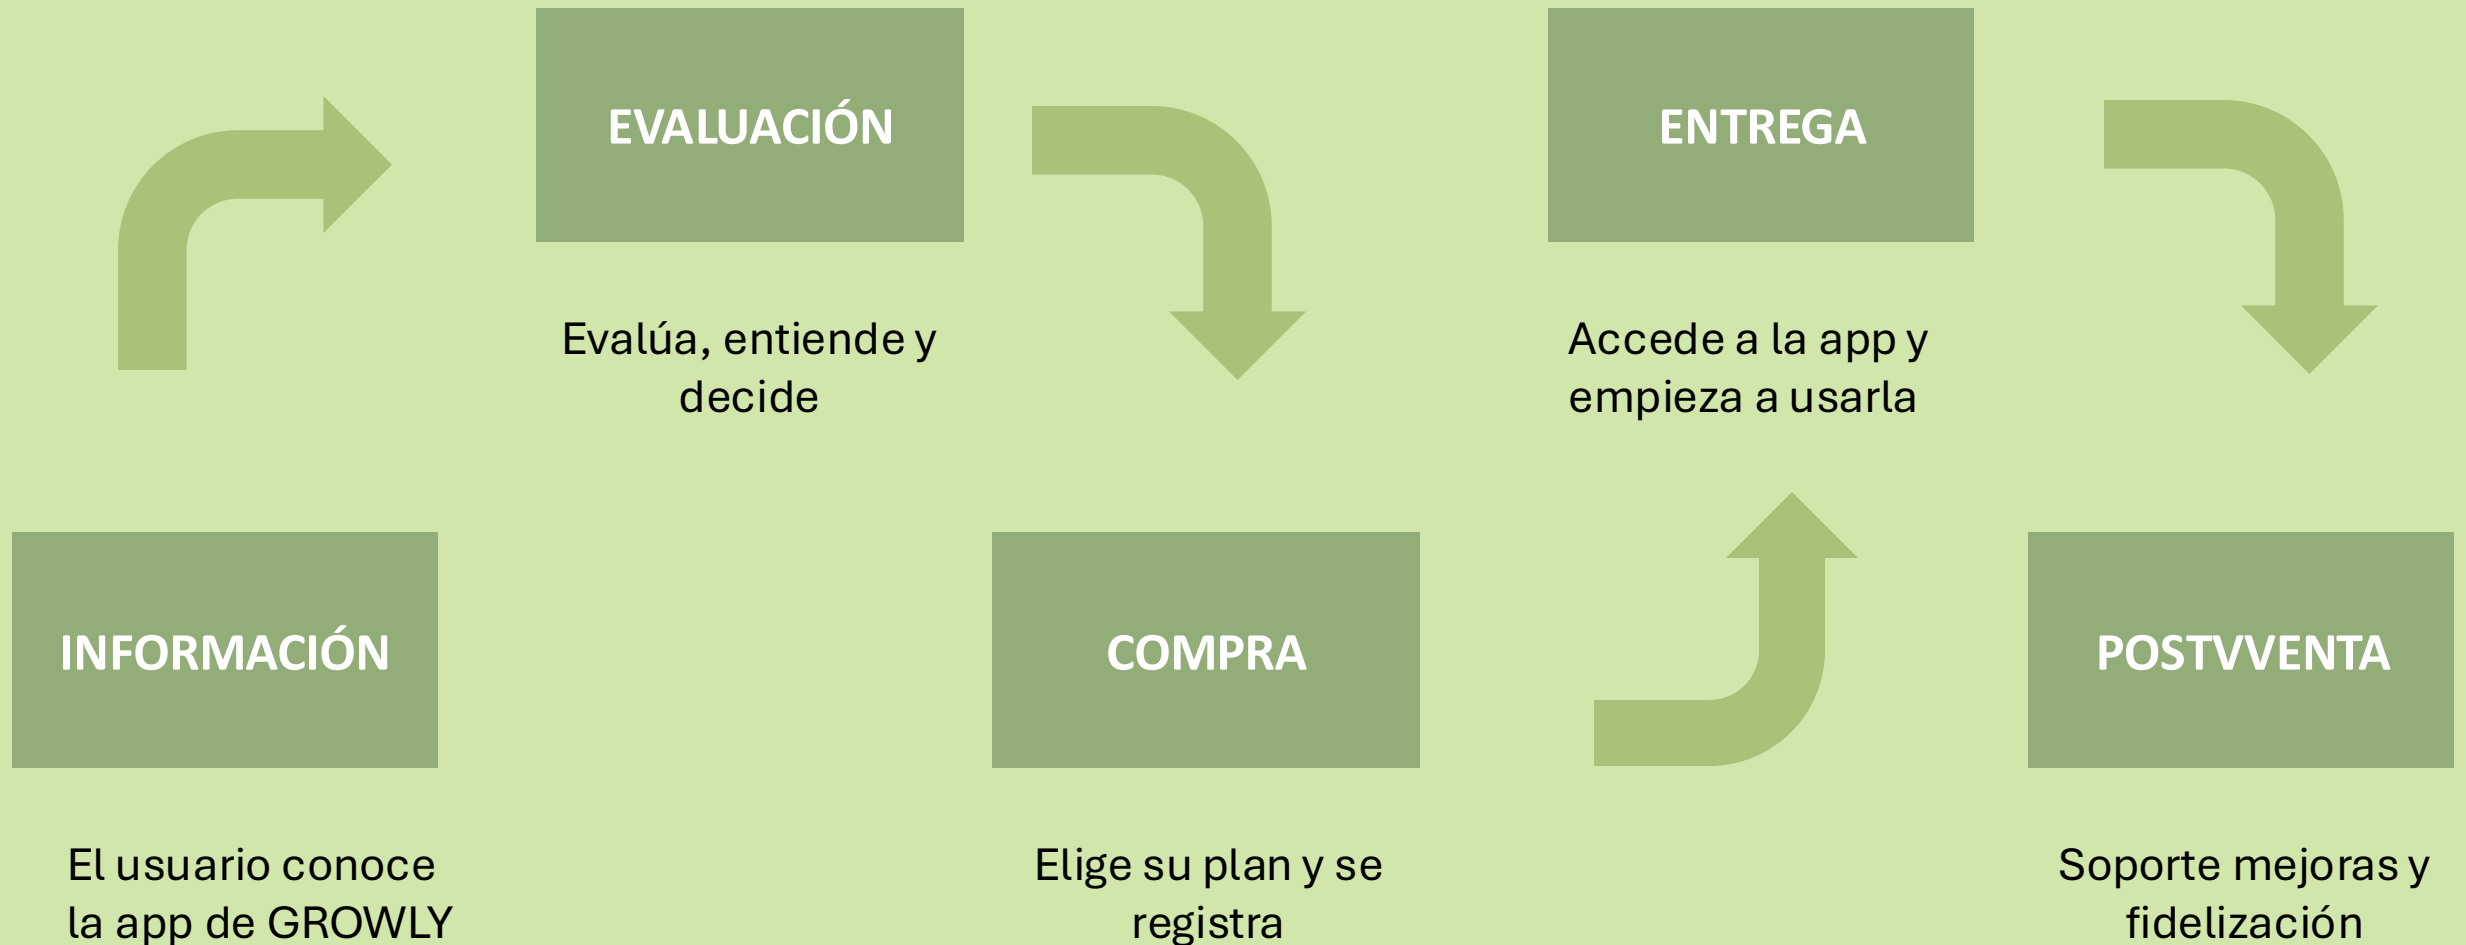 INFORMACIÓN
El usuario conoce
la app de GROWLY
EVALUACIÓN
Evalúa, entiende y
decide
COMPRA
Elige su plan y se
registra
ENTREGA
Accede a la app y
empieza a usarla
POSTVVENTA
Soporte mejoras y
fidelización